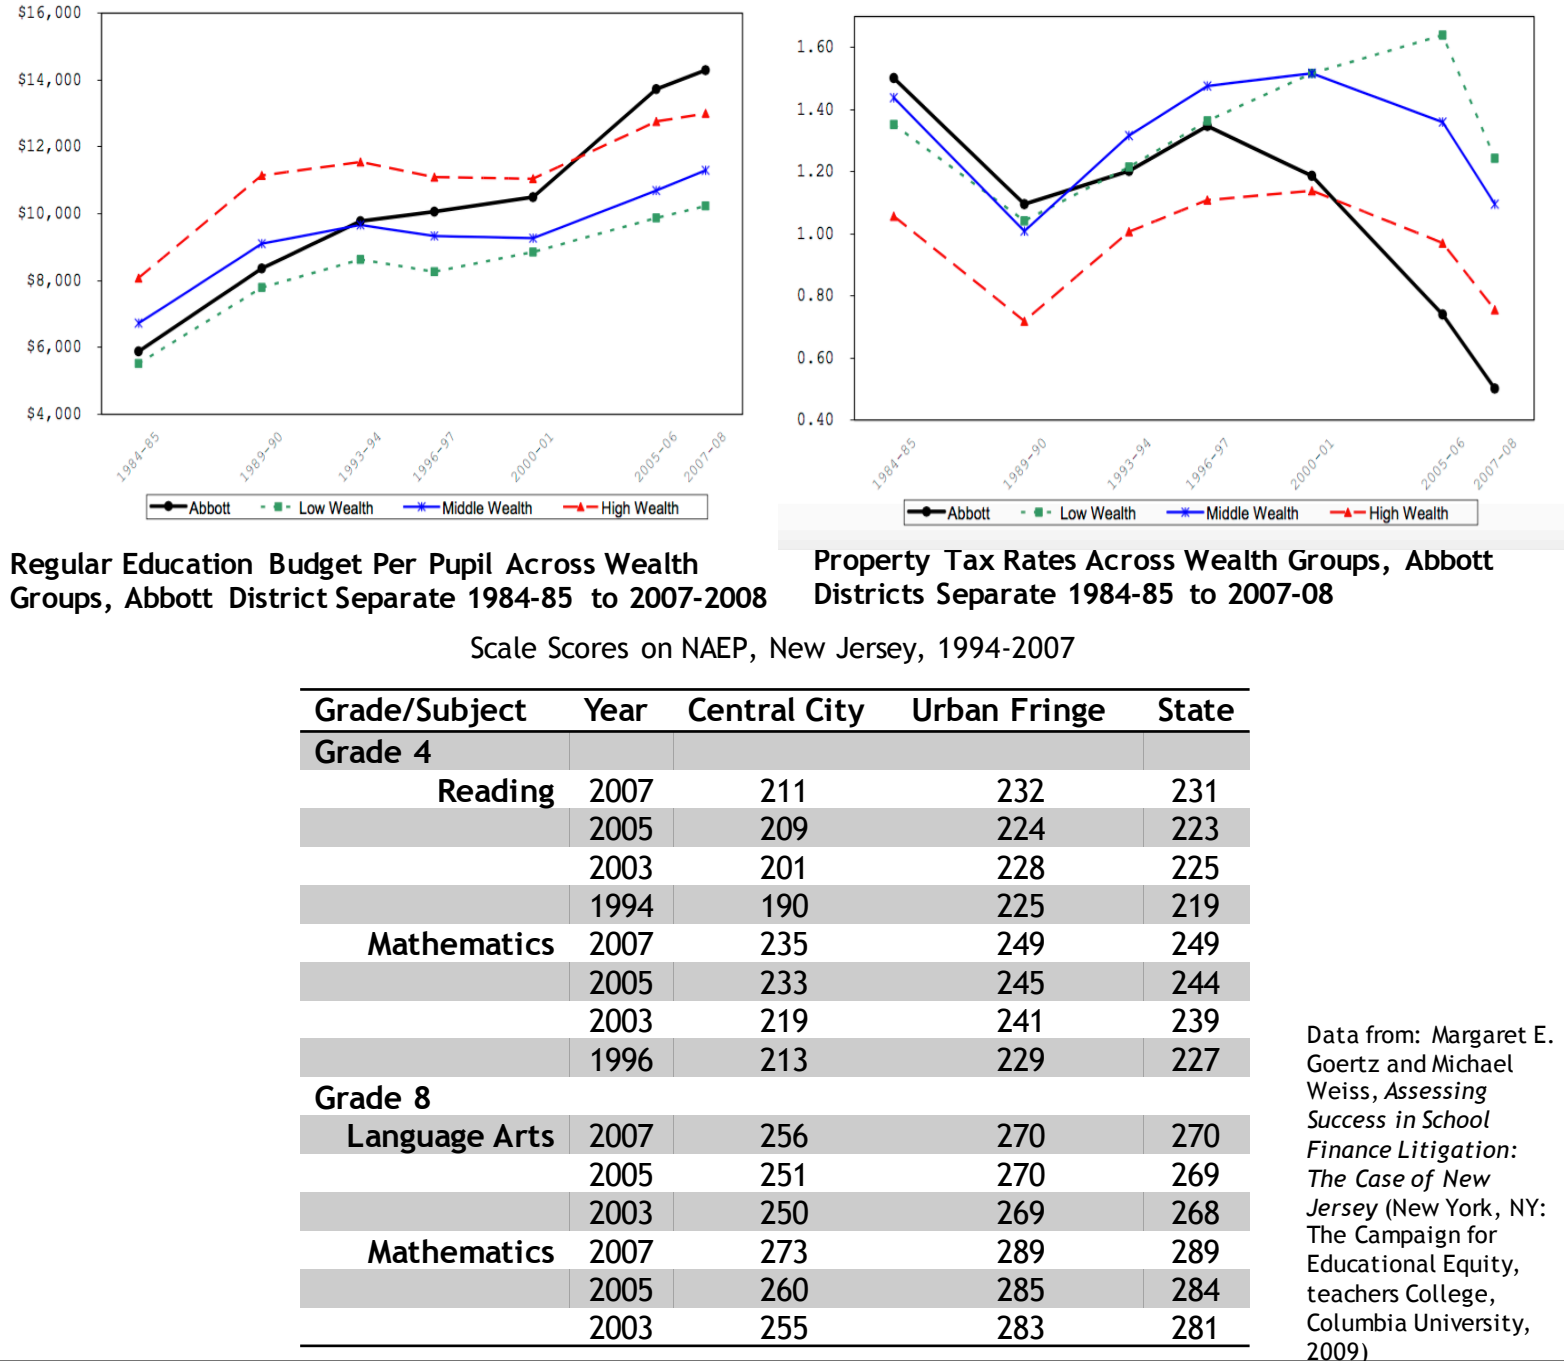 $16,000
$14,000
$12,000
$10,000
$8,000
$6,000
$4,000
1984-85
1989-90
1993-94
1996-97
2000-01
2005-06
2007-08
Abbott Low Wealth Middle Wealth High Wealth
1.60
1.40
1.20
1.00
0.80
0.60
0.40
1984-85
1989-90
1993-94
1996-97
2000-01
2005-06
2007-08
Abbott Low Wealth Middle Wealth High Wealth
Regular Education Budget Per Pupil Across Wealth
Groups, Abbott District Separate 1984-85 to 2007-2008
Property Tax Rates Across Wealth Groups, Abbott
Districts Separate 1984-85 to 2007-08
Scale Scores on NAEP, New Jersey, 1994-2007
Grade/Subject Year Central City Urban Fringe State
Grade 4
Reading 2007 211 232 231
2005 209 224 223
2003 201 228 225
1994 190 225 219
Mathematics 2007 235 249 249
2005 233 245 244
2003 219 241 239
1996 213 229 227
Grade 8
Language Arts 2007 256 270 270
2005 251 270 269
2003 250 269 268
Mathematics 2007 273 289 289
2005 260 285 284
2003 255 283 281
Data from: Margaret E.
Goertz and Michael
Weiss, Assessing
Success in School
Finance Litigation:
The Case of New
Jersey (New York, NY:
The Campaign for
Educational Equity,
teachers College,
Columbia University,
2009)